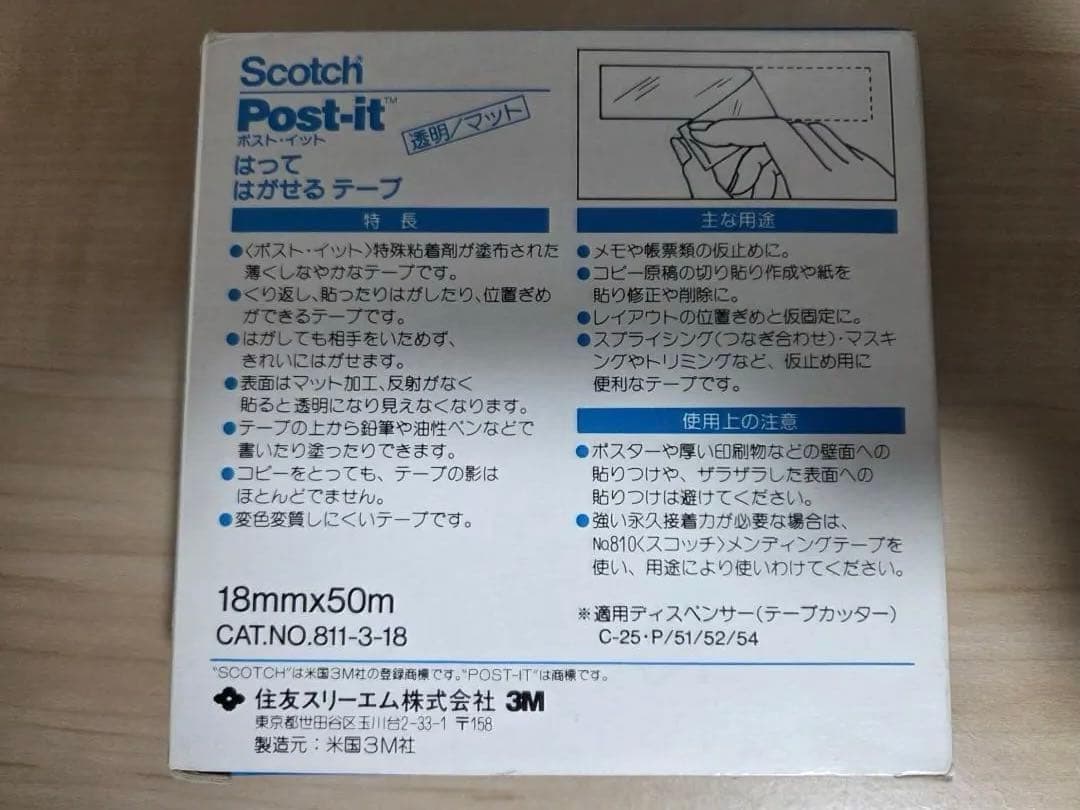 Scotch
Post-it™
ポスト・イット
透明/マット
はって
はがせる テープ
特 長
●〈ポスト・イット〉特殊粘着剤が塗布された
薄くしなやかなテープです。
●くり返し、貼ったりはがしたり、位置ぎめ
ができるテープです。
●はがしても相手をいためず、
きれいにはがせます。
●表面はマット加工、反射がなく
貼ると透明になり見えなくなります。
●テープの上から鉛筆や油性ペンなどで
書いたり塗ったりできます。
●コピーをとっても、テープの影は
ほとんどでません。
●変色変質しにくいテープです。
18mmx50m
CAT.NO.811-3-18
主な用途
●メモや帳票類の仮止めに。
●コピー原稿の切り貼り作成や紙を
貼り修正や削除に。
●レイアウトの位置ぎめと仮固定に。
●スプライシング(つなぎ合わせ)・マスキ
ングやトリミングなど、仮止め用に
便利なテープです。
使用上の注意
●ポスターや厚い印刷物などの壁面への
貼りつけや、ザラザラした表面への
貼りつけは避けてください。
●強い永久接着力が必要な場合は、
No.810〈スコッチ〉メンディングテープを
使い、用途により使いわけてください。
※適用ディスペンサー(テープカッター)
C-25・P/51/52/54
"SCOTCH"は米国3M社の登録商標です。"POST-IT"は商標です。
住友スリーエム株式会社 3M
東京都世田谷区玉川台2-33-1 〒158
製造元:米国3M社